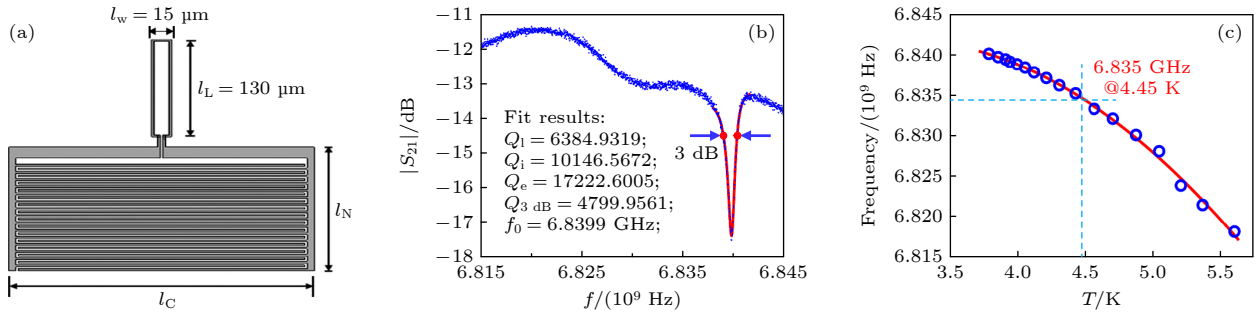 (a)
l_w = 15 µm
l_L = 130 µm
l_N
l_C
(b)
−11
−12
−13
−14
−15
−16
−17
−18
|S_21|/dB
Fit results:
Q_l = 6384.9319;
Q_i = 10146.5672;
Q_e = 17222.6005;
Q_3 dB = 4799.9561;
f_0 = 6.8399 GHz;
3 dB
6.815
6.825
6.835
6.845
f/(10^9 Hz)
(c)
6.845
6.840
6.835
6.830
6.825
6.820
6.815
Frequency/(10^9 Hz)
6.835 GHz
@4.45 K
3.5
4.0
4.5
5.0
5.5
T/K